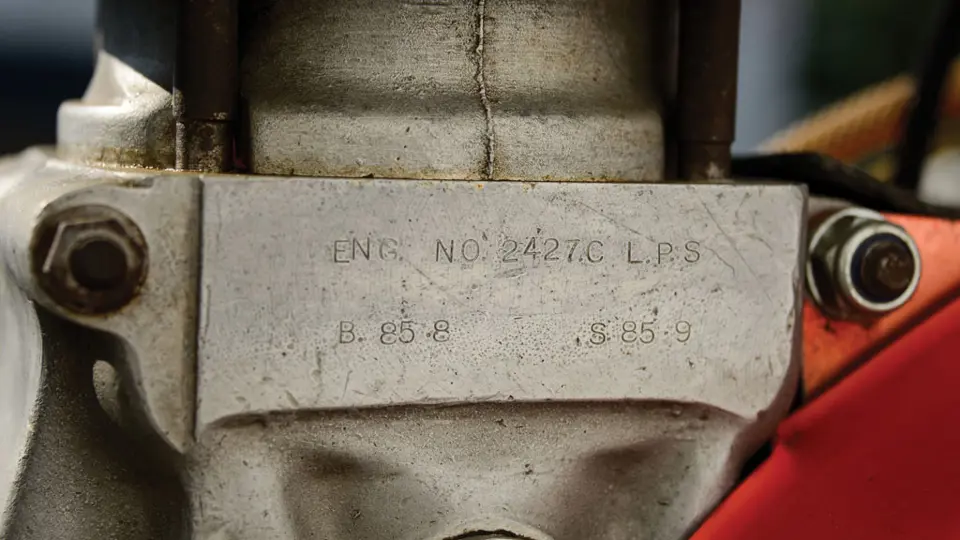 ENG. NO. 2427.C L.P.S
B. 85.8 S 85.9